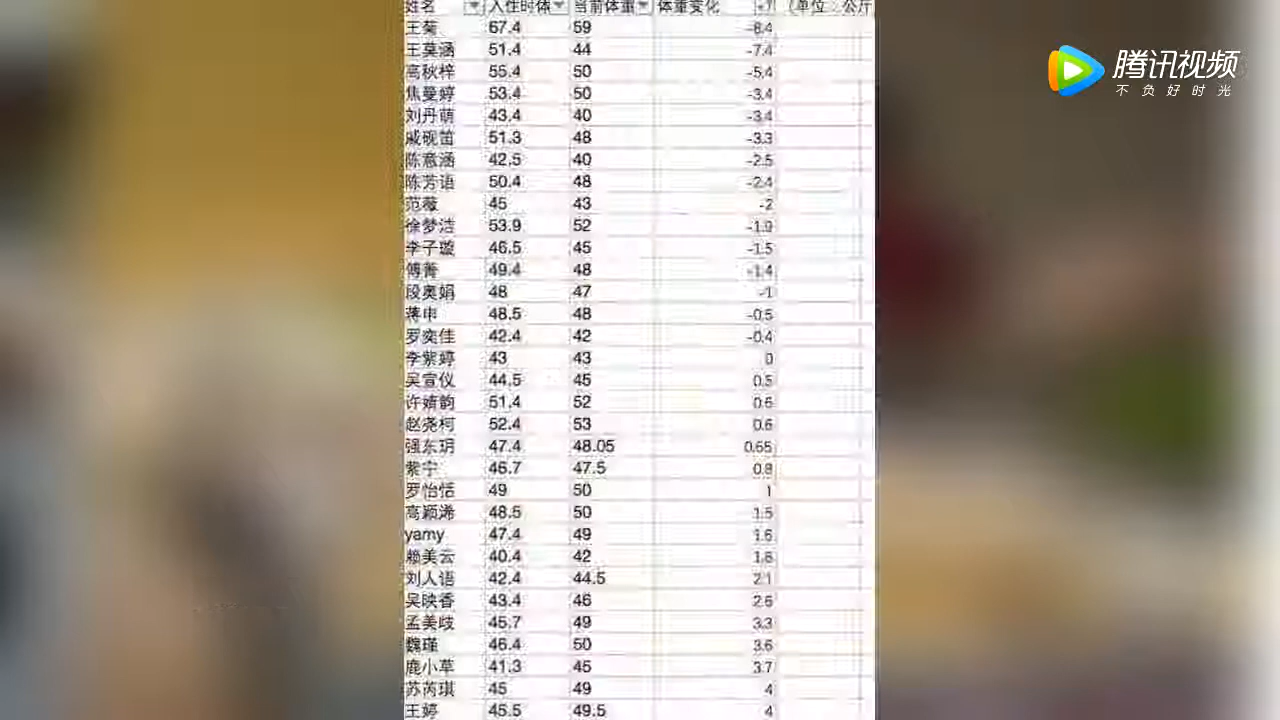 姓名 入住时体 当前体重 体重变化 (单位：公斤
王菊 67.4 59 -8.4
王莫涵 51.4 44 -7.4
高秋梓 55.4 50 -5.4
焦曼婷 53.4 50 -3.4
刘丹萌 43.4 40 -3.4
戚砚笛 51.3 48 -3.3
陈意涵 42.5 40 -2.5
陈芳语 50.4 48 -2.4
范薇 45 43 -2
徐梦洁 53.9 52 -1.9
李子璇 46.5 45 -1.5
傅菁 49.4 48 -1.4
段奥娟 48 47 -1
蒋申 48.5 48 -0.5
罗奕佳 42.4 42 -0.4
李紫婷 43 43 0
吴宣仪 44.5 45 0.5
许靖韵 51.4 52 0.6
赵尧柯 52.4 53 0.6
强东玥 47.4 48.05 0.65
紫宁 46.7 47.5 0.8
罗怡恬 49 50 1
高颖浠 48.5 50 1.5
yamy 47.4 49 1.6
赖美云 40.4 42 1.6
刘人语 42.4 44.5 2.1
吴映香 43.4 46 2.6
孟美岐 45.7 49 3.3
魏瑾 46.4 50 3.6
鹿小草 41.3 45 3.7
苏芮琪 45 49 4
王婷 45.5 49.5 4
腾讯视频
不负好时光